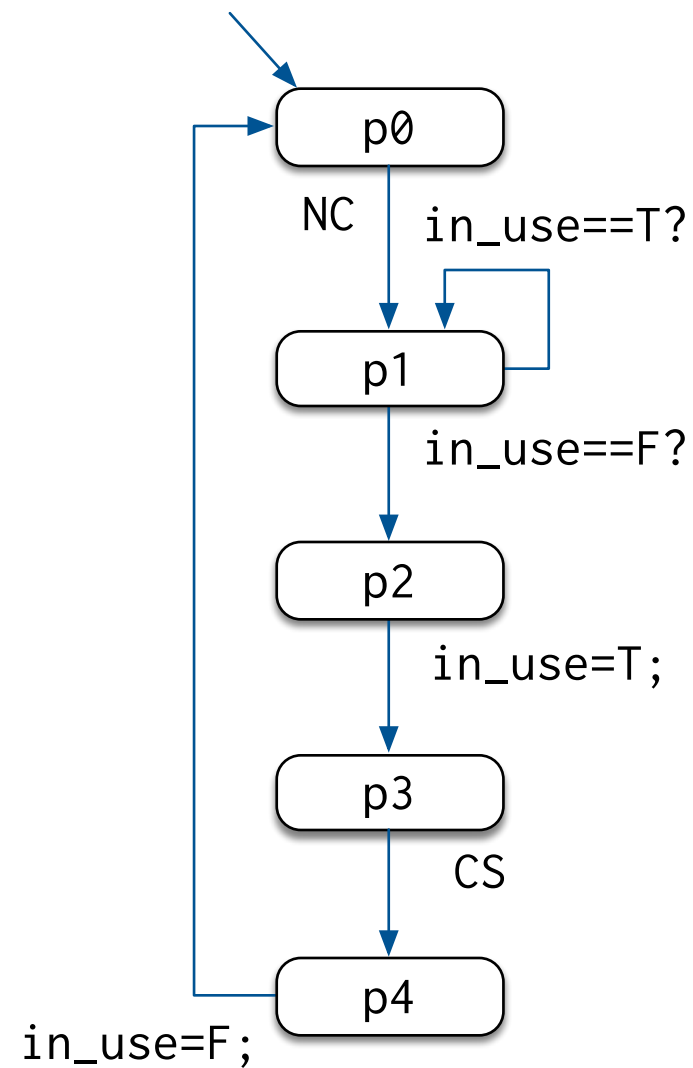 p0
NC
in_use==T?
p1
in_use==F?
p2
in_use=T;
p3
CS
p4
in_use=F;